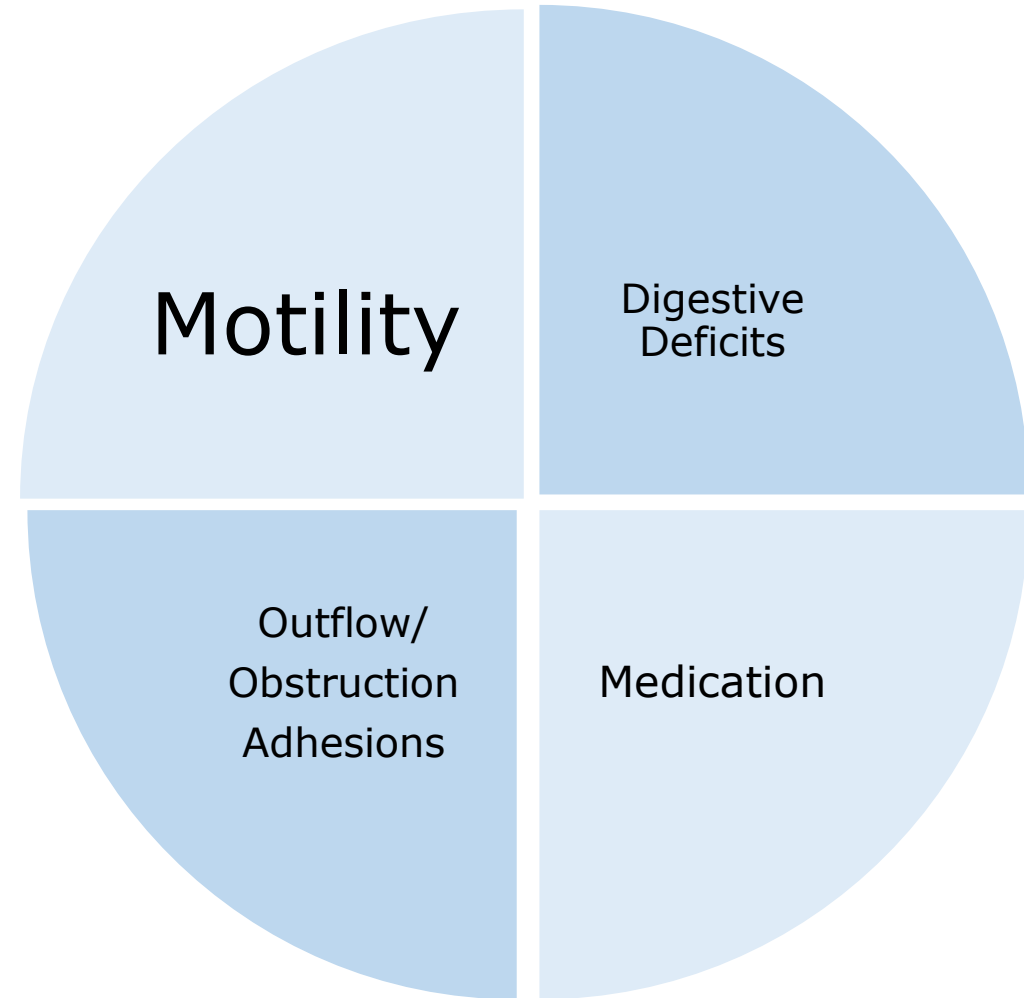 Motility
Digestive
Deficits
Outflow/
Obstruction
Adhesions
Medication